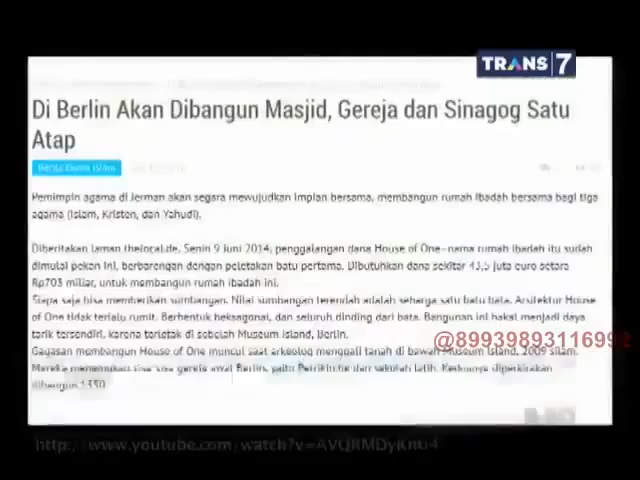 TRANS 7
Di Berlin Akan Dibangun Masjid, Gereja dan Sinagog Satu
Atap
Berita Dunia Islam
Pemimpin agama di Jerman akan segera mewujudkan impian bersama, membangun rumah ibadah bersama bagi tiga
agama (Islam, Kristen, dan Yahudi).
Diberitakan laman thelocal.de, Senin 9 Juni 2014, penggalangan dana House of One—nama rumah ibadah itu sudah
dimulai pekan ini, berbarengan dengan peletakan batu pertama. Dibutuhkan dana sekitar 43,5 juta euro setara
Rp703 miliar, untuk membangun rumah ibadah ini.
Siapa saja bisa memberikan sumbangan. Nilai sumbangan terendah adalah seharga satu batu bata. Arsitektur House
of One tidak terlalu rumit. Berbentuk heksagonal, dan seluruh dinding dari bata. Bangunan ini bakal menjadi daya
tarik tersendiri, karena terletak di sebelah Museum Island, Berlin.
@89939893116992
Gagasan membangun House of One muncul saat arkeolog menggali tanah di bawah Museum Island, 2009 silam.
Mereka menemukan sisa sisa gereja awal Berlin, yaitu Petrikirche dan sekolah latin. Keduanya diperkirakan
dibangun 1350.
http://www.youtube.com/watch?v=AVQRMDyKnu4